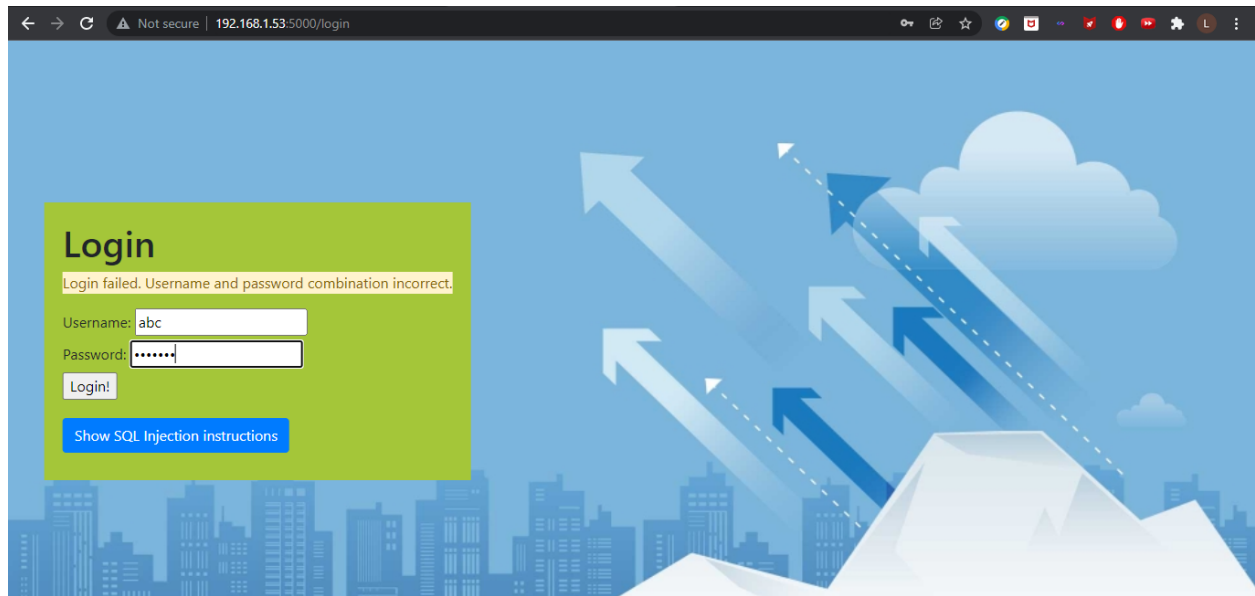 Not secure | 192.168.1.53:5000/login
L
Login
Login failed. Username and password combination incorrect.
Username: abc
Password: •••••••
Login!
Show SQL Injection instructions